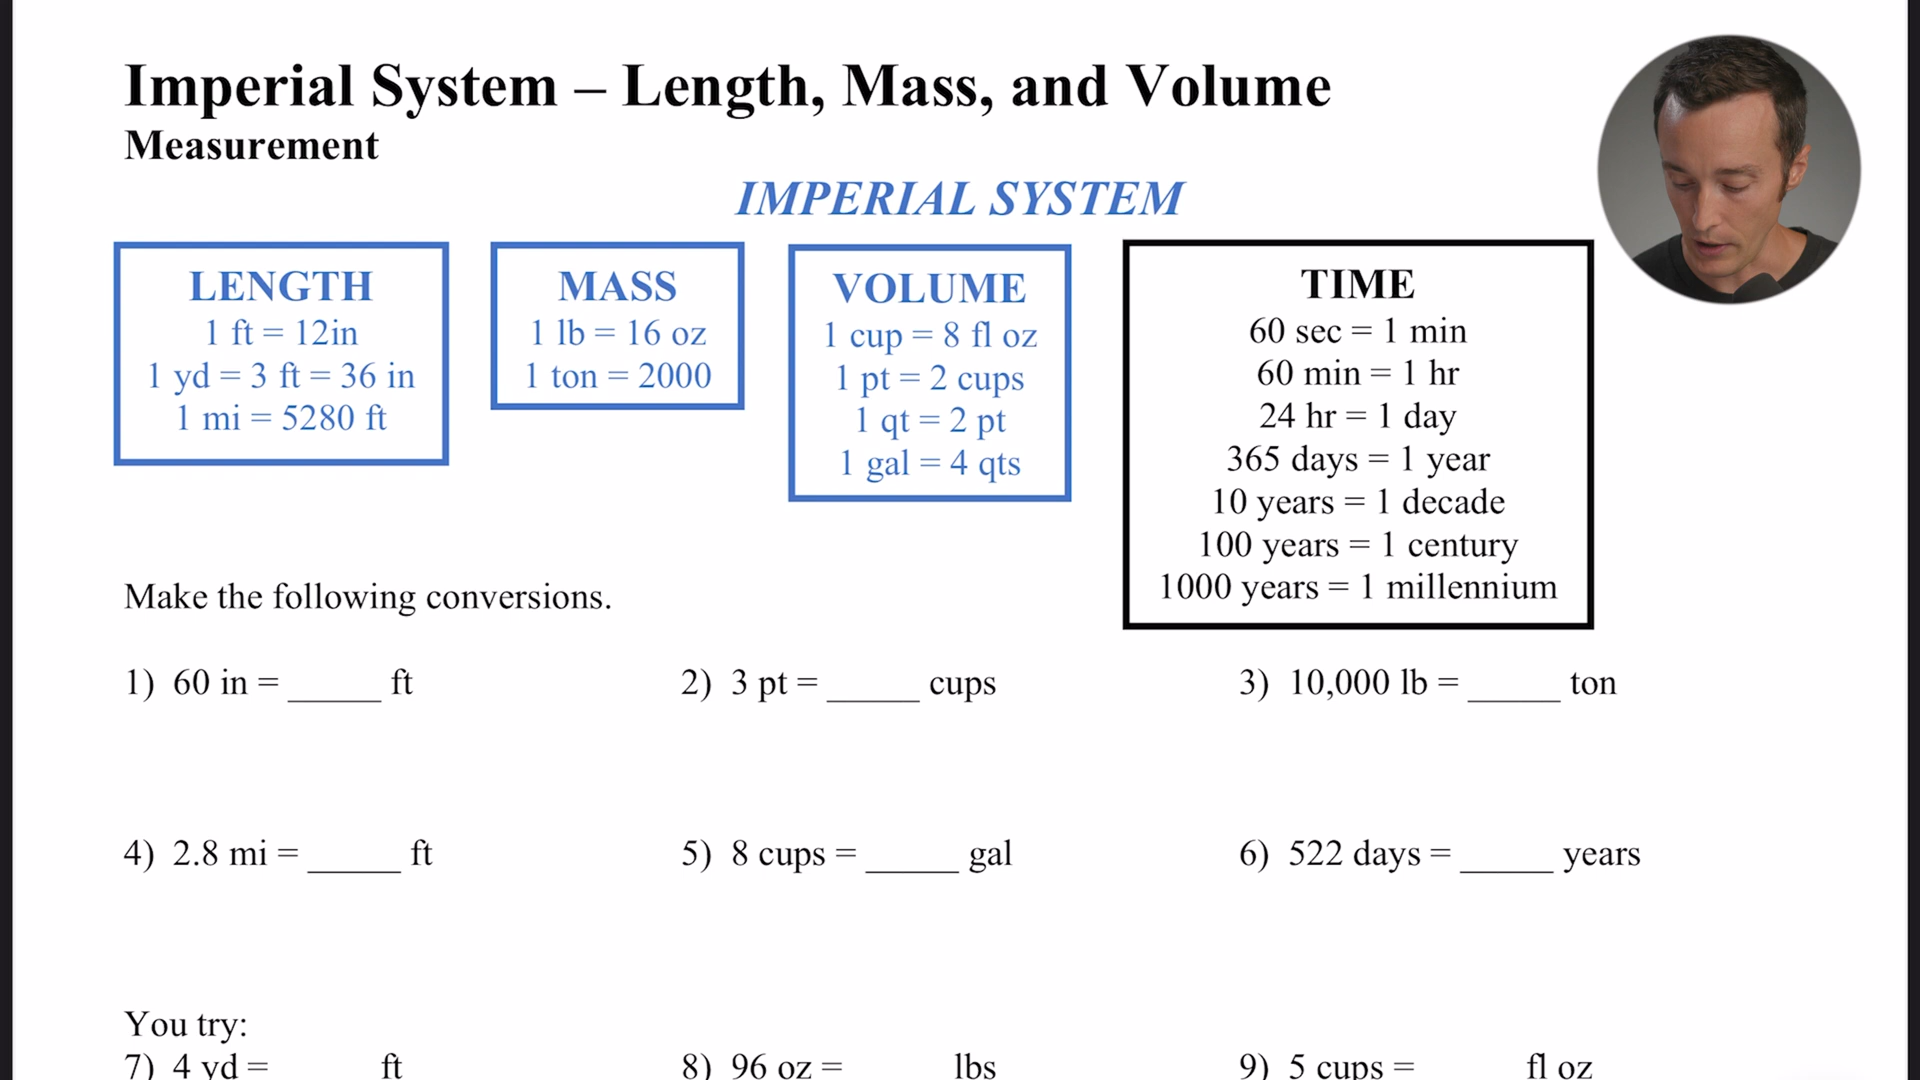 Imperial System – Length, Mass, and Volume
Measurement
IMPERIAL SYSTEM
LENGTH
1 ft = 12in
1 yd = 3 ft = 36 in
1 mi = 5280 ft
MASS
1 lb = 16 oz
1 ton = 2000
VOLUME
1 cup = 8 fl oz
1 pt = 2 cups
1 qt = 2 pt
1 gal = 4 qts
TIME
60 sec = 1 min
60 min = 1 hr
24 hr = 1 day
365 days = 1 year
10 years = 1 decade
100 years = 1 century
1000 years = 1 millennium
Make the following conversions.
1) 60 in = _____ ft
2) 3 pt = _____ cups
3) 10,000 lb = _____ ton
4) 2.8 mi = _____ ft
5) 8 cups = _____ gal
6) 522 days = _____ years
You try:
7) 4 yd = ft
8) 96 oz = lbs
9) 5 cups = fl oz